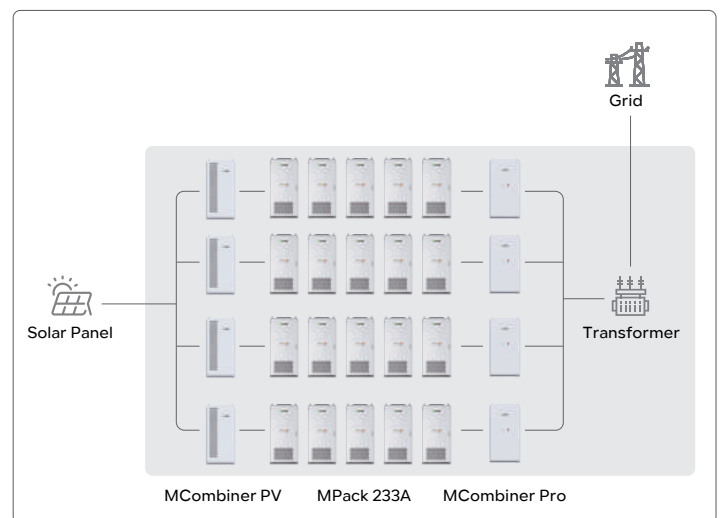 Grid
Solar Panel
Transformer
MCombiner PV
MPack 233A
MCombiner Pro